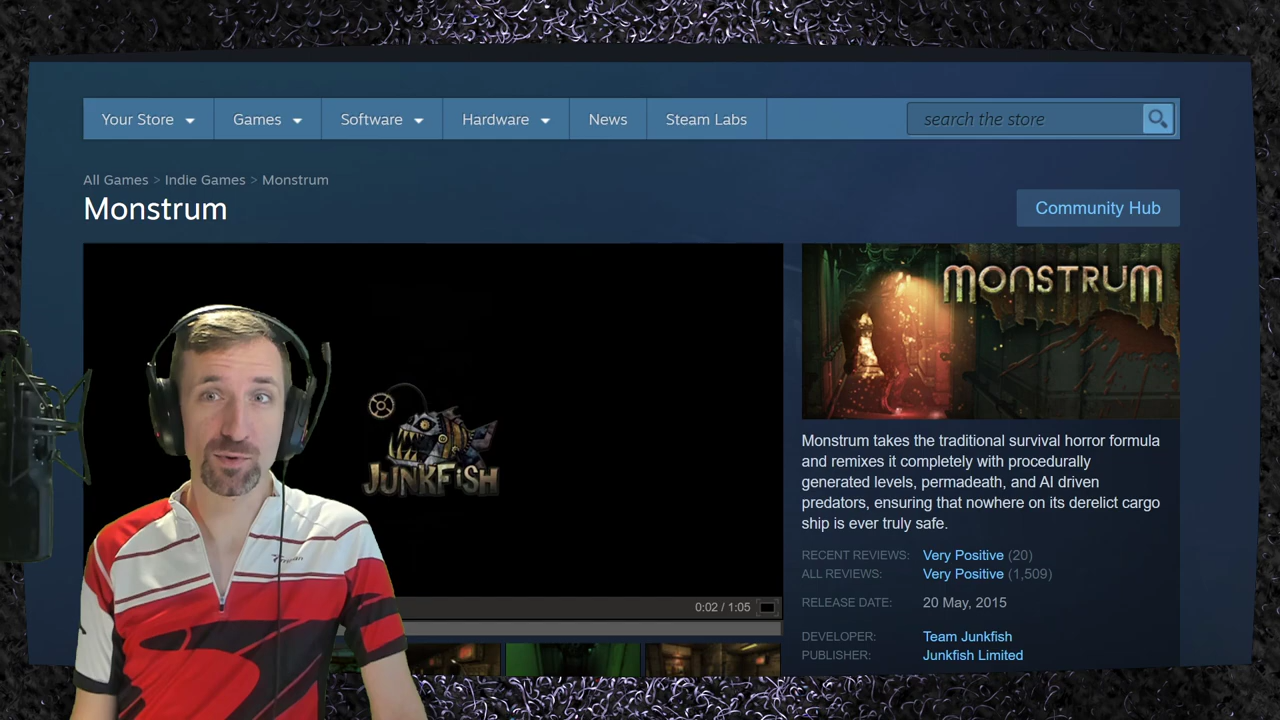 Your Store Games Software Hardware News Steam Labs search the store
All Games > Indie Games > Monstrum
Monstrum
Community Hub
MONSTRUM
JUNKFISH
Monstrum takes the traditional survival horror formula
and remixes it completely with procedurally
generated levels, permadeath, and AI driven
predators, ensuring that nowhere on its derelict cargo
ship is ever truly safe.
RECENT REVIEWS: Very Positive (20)
ALL REVIEWS: Very Positive (1,509)
RELEASE DATE: 20 May, 2015
0:02 / 1:05
DEVELOPER: Team Junkfish
PUBLISHER: Junkfish Limited